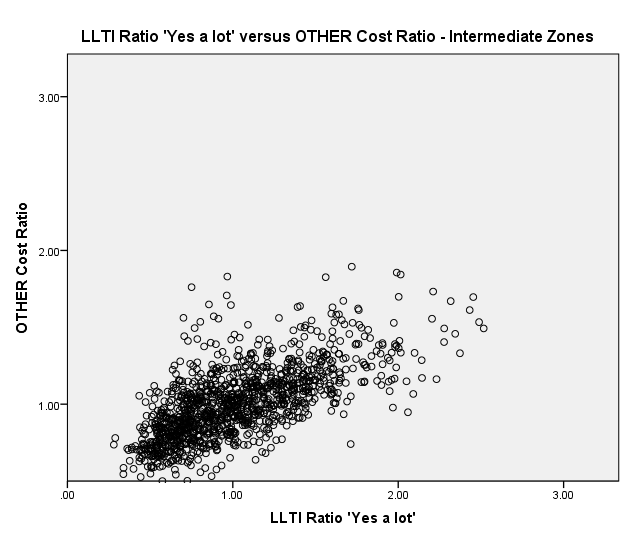 LLTI Ratio 'Yes a lot' versus OTHER Cost Ratio - Intermediate Zones
3.00
2.00
1.00
OTHER Cost Ratio
.00
1.00
2.00
3.00
LLTI Ratio 'Yes a lot'